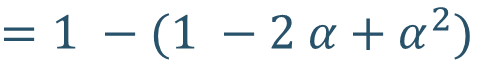 = 1 − (1 − 2 α + α²)